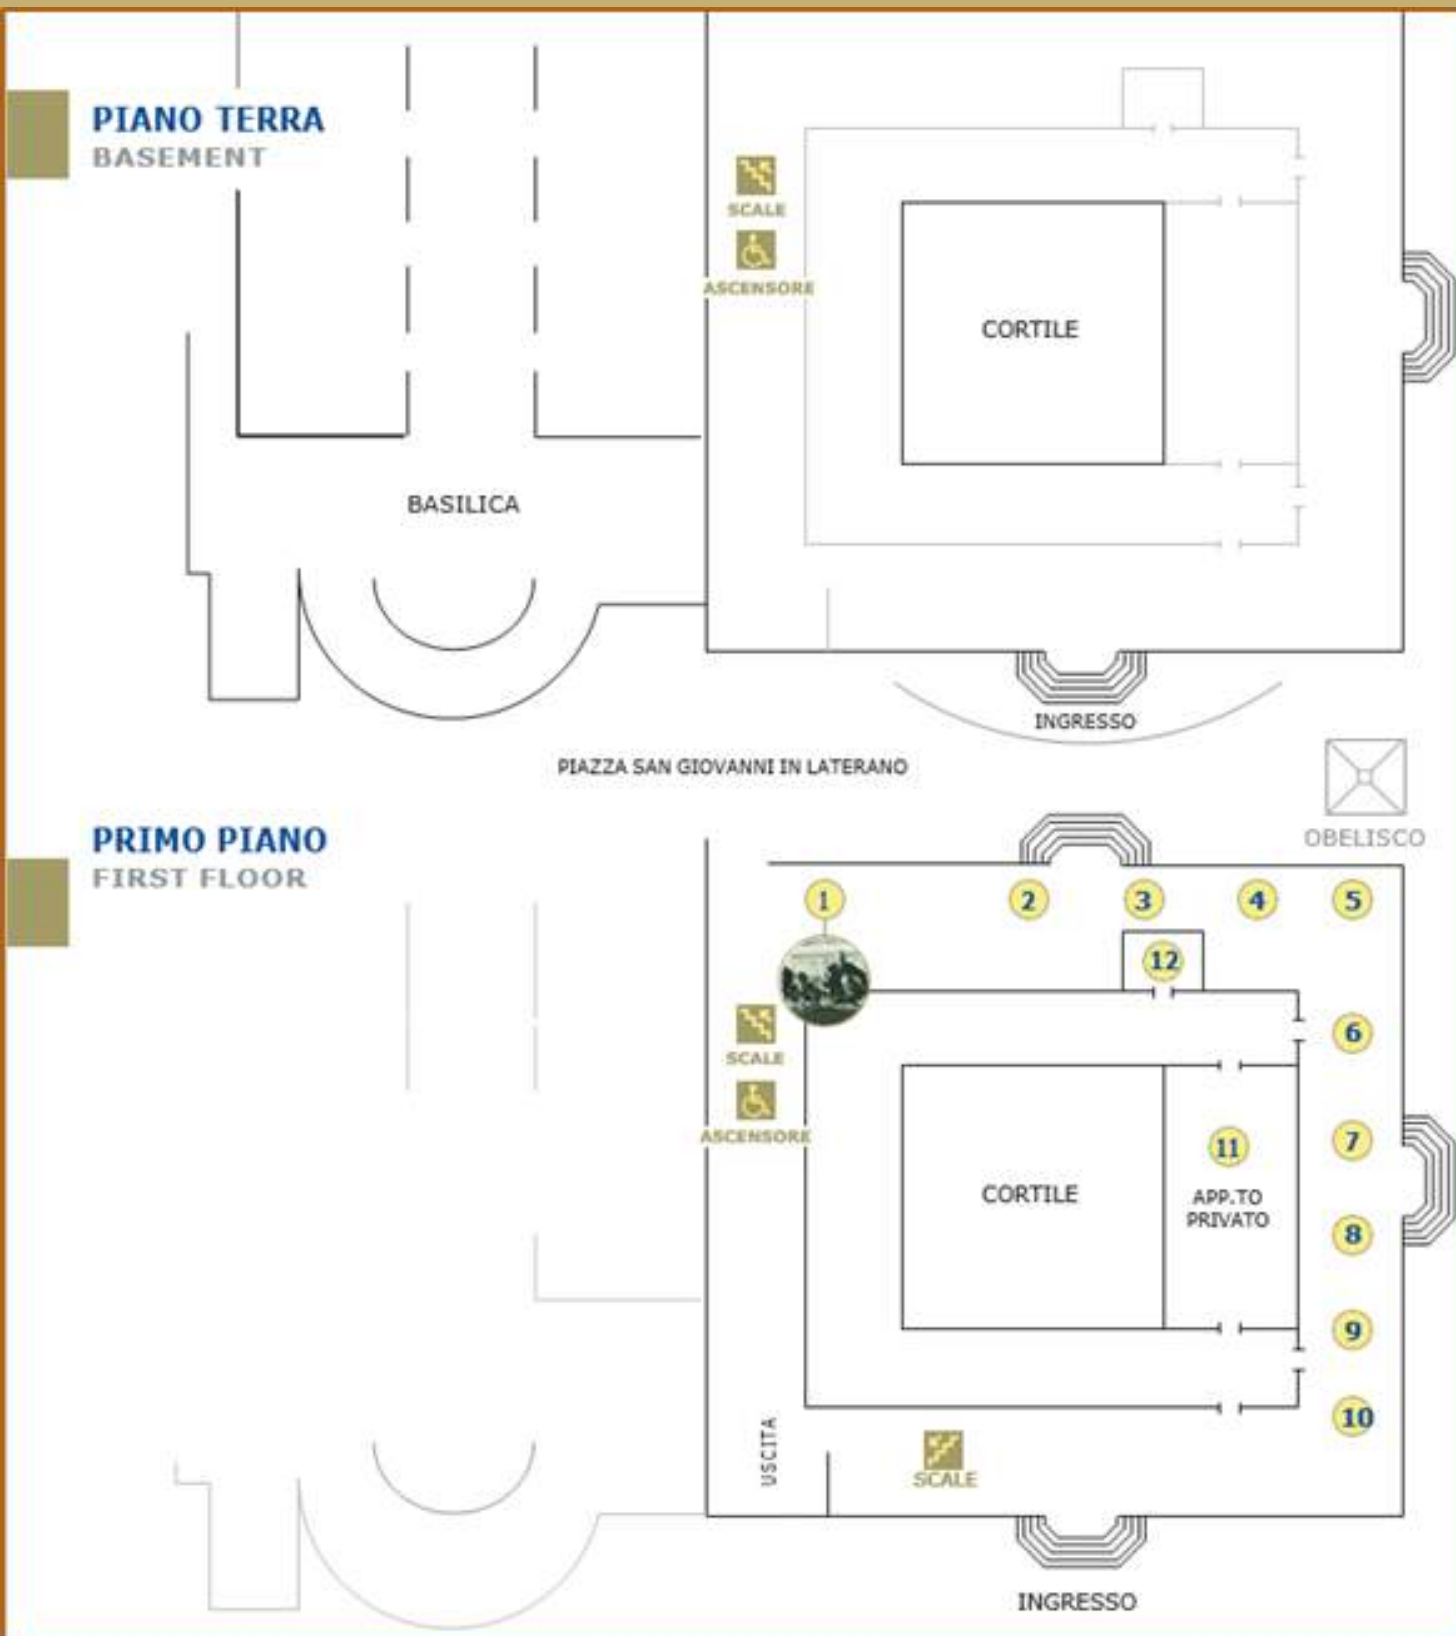 PIANO TERRA
BASEMENT
SCALE
ASCENSORE
CORTILE
BASILICA
INGRESSO
PIAZZA SAN GIOVANNI IN LATERANO
OBELISCO
PRIMO PIANO
FIRST FLOOR
1
2
3
4
5
12
6
SCALE
ASCENSORE
7
11
CORTILE
APP.TO
PRIVATO
8
9
10
USCITA
SCALE
INGRESSO